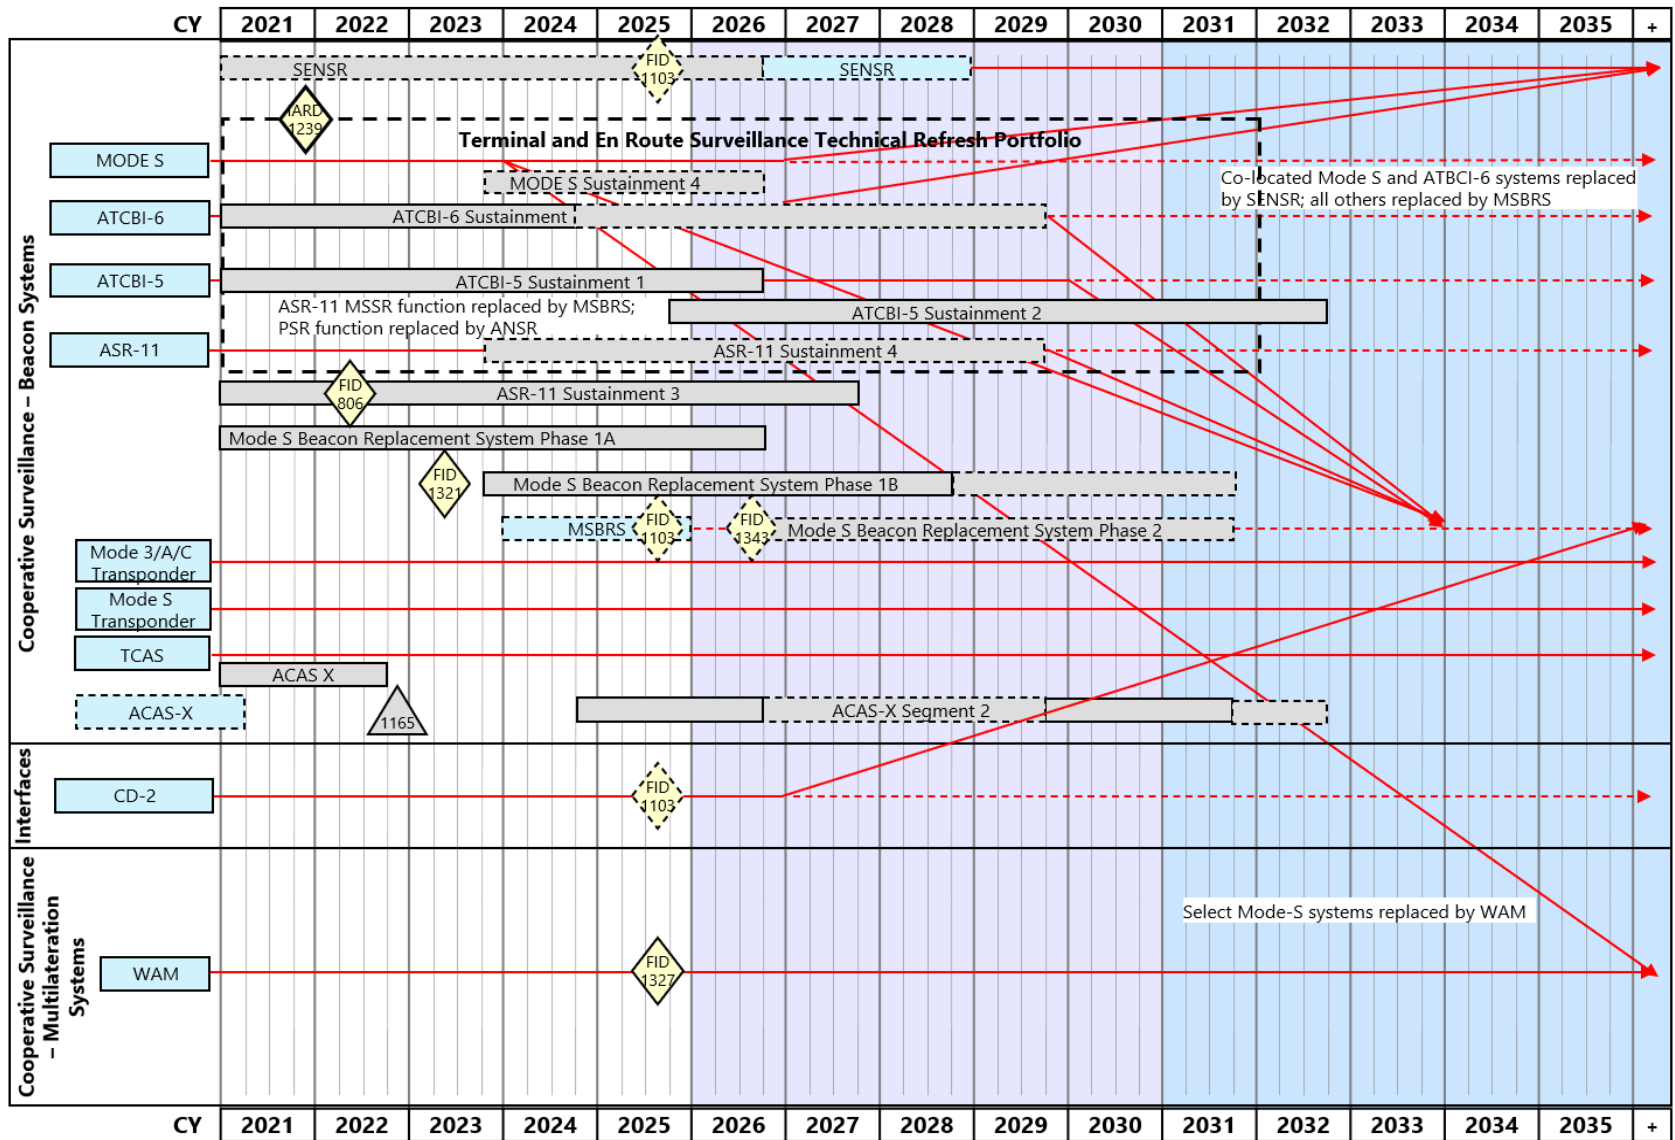 CY 2021 2022 2023 2024 2025 2026 2027 2028 2029 2030 2031 2032 2033 2034 2035 +
Cooperative Surveillance – Beacon Systems
SENSR
FID
1103
SENSR
IARD
1239
Terminal and En Route Surveillance Technical Refresh Portfolio
MODE S
MODE S Sustainment 4
Co-located Mode S and ATBCI-6 systems replaced
by SENSR; all others replaced by MSBRS
ATCBI-6
ATCBI-6 Sustainment
ATCBI-5
ATCBI-5 Sustainment 1
ASR-11 MSSR function replaced by MSBRS;
PSR function replaced by ANSR
ATCBI-5 Sustainment 2
ASR-11
ASR-11 Sustainment 4
FID
806
ASR-11 Sustainment 3
Mode S Beacon Replacement System Phase 1A
FID
1321
Mode S Beacon Replacement System Phase 1B
MSBRS
FID
1103
FID
1343
Mode S Beacon Replacement System Phase 2
Mode 3/A/C
Transponder
Mode S
Transponder
TCAS
ACAS X
ACAS-X
1165
ACAS-X Segment 2
Interfaces
CD-2
FID
1103
Cooperative Surveillance
– Multilateration
Systems
Select Mode-S systems replaced by WAM
WAM
FID
1327
CY 2021 2022 2023 2024 2025 2026 2027 2028 2029 2030 2031 2032 2033 2034 2035 +